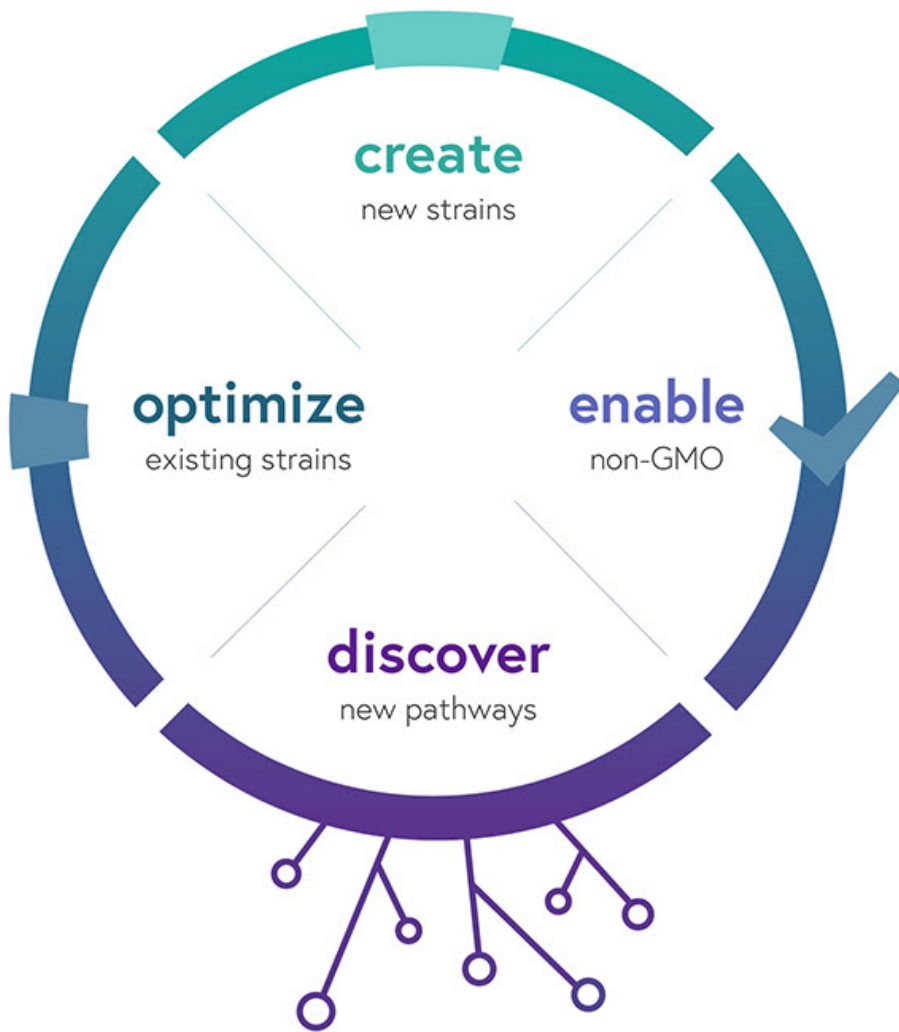 create
new strains
optimize
existing strains
enable
non-GMO
discover
new pathways